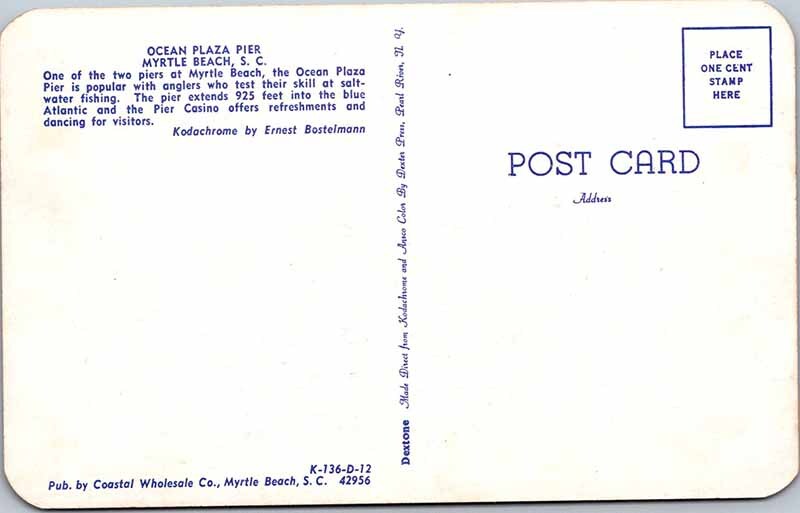 OCEAN PLAZA PIER
MYRTLE BEACH, S. C.
One of the two piers at Myrtle Beach, the Ocean Plaza
Pier is popular with anglers who test their skill at salt-
water fishing. The pier extends 925 feet into the blue
Atlantic and the Pier Casino offers refreshments and
dancing for visitors.
Kodachrome by Ernest Bostelmann
K-136-D-12
Pub. by Coastal Wholesale Co., Myrtle Beach, S. C. 42956
Dextone Made Direct from Kodachrome and Ansco Color By Dexter Press, Pearl River, N. Y.
PLACE
ONE CENT
STAMP
HERE
POST CARD
Address